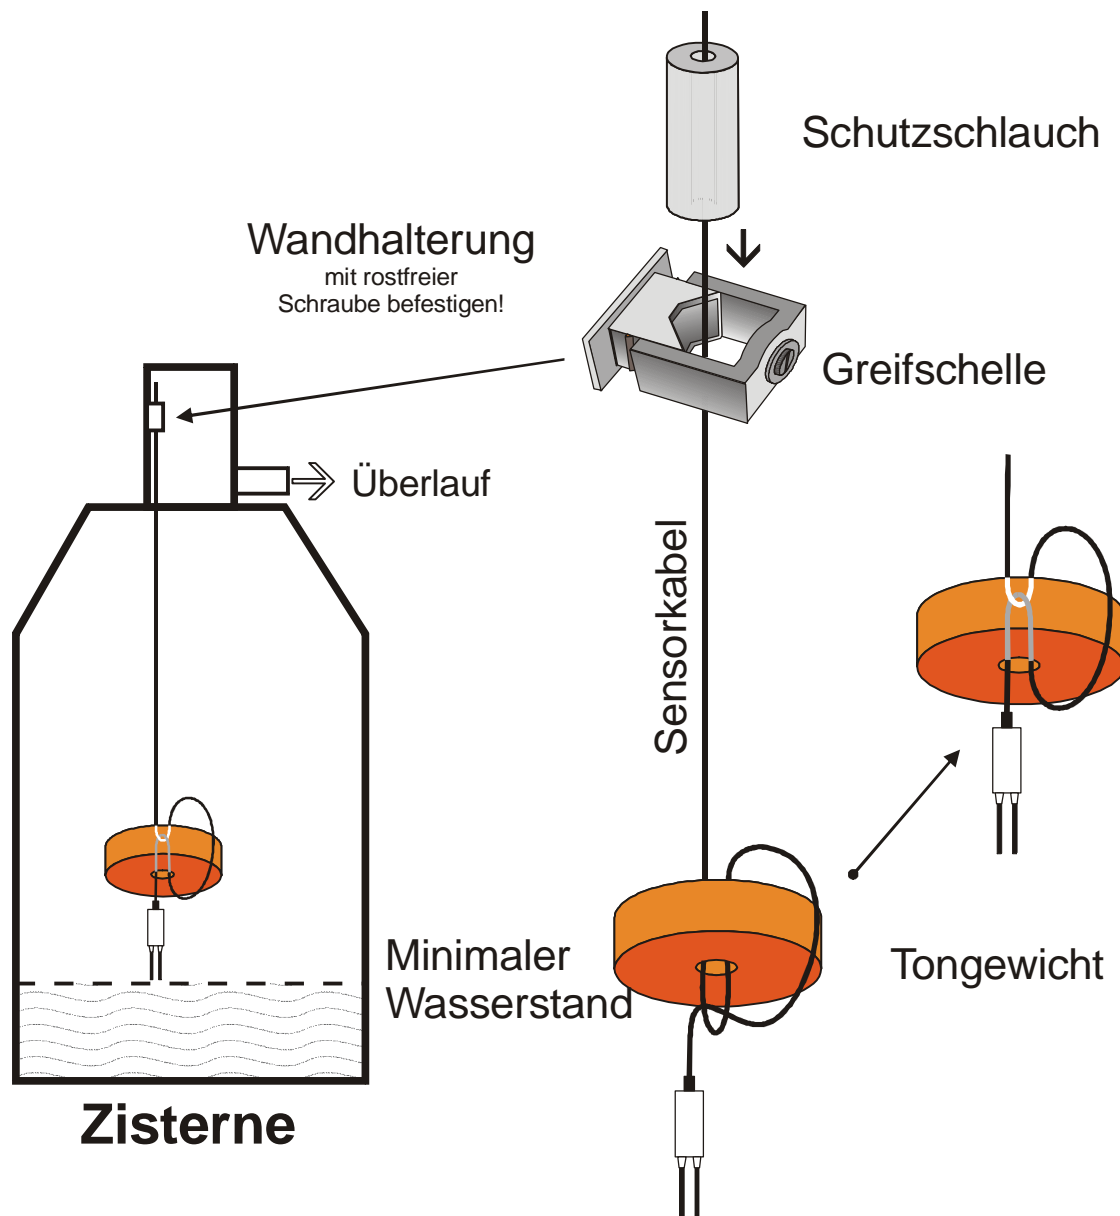 Schutzschlauch
Wandhalterung
mit rostfreier
Schraube befestigen!
Greifschelle
Überlauf
Sensorkabel
Minimaler
Wasserstand
Tongewicht
Zisterne